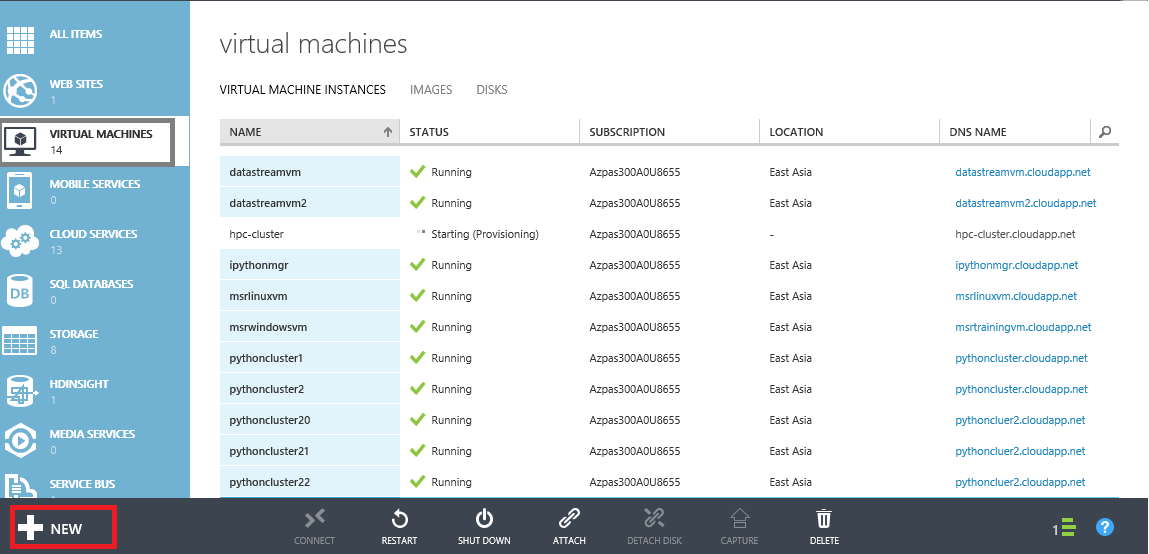 ALL ITEMS
WEB SITES
1
VIRTUAL MACHINES
14
MOBILE SERVICES
0
CLOUD SERVICES
13
SQL DATABASES
0
DB
STORAGE
8
HDINSIGHT
1
MEDIA SERVICES
0
SERVICE BUS
virtual machines
VIRTUAL MACHINE INSTANCES IMAGES DISKS
NAME STATUS SUBSCRIPTION LOCATION DNS NAME
datastreamvm Running Azpas300A0U8655 East Asia datastreamvm.cloudapp.net
datastreamvm2 Running Azpas300A0U8655 East Asia datastreamvm2.cloudapp.net
hpc-cluster Starting (Provisioning) Azpas300A0U8655 - hpc-cluster.cloudapp.net
ipythonmgr Running Azpas300A0U8655 East Asia ipythonmgr.cloudapp.net
msrlinuxvm Running Azpas300A0U8655 East Asia msrlinuxvm.cloudapp.net
msrwindowsvm Running Azpas300A0U8655 East Asia msrtrainingvm.cloudapp.net
pythoncluster1 Running Azpas300A0U8655 East Asia pythoncluster.cloudapp.net
pythoncluster2 Running Azpas300A0U8655 East Asia pythoncluster.cloudapp.net
pythoncluster20 Running Azpas300A0U8655 East Asia pythoncluer2.cloudapp.net
pythoncluster21 Running Azpas300A0U8655 East Asia pythoncluer2.cloudapp.net
pythoncluster22 Running Azpas300A0U8655 East Asia pythoncluer2.cloudapp.net
NEW CONNECT RESTART SHUT DOWN ATTACH DETACH DISK CAPTURE DELETE 1 ?